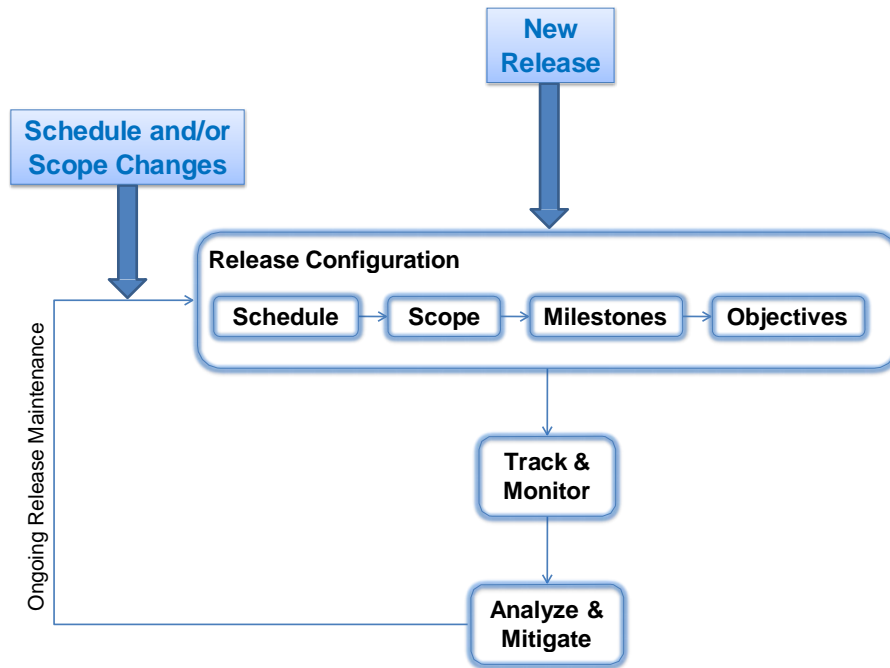 New
Release
Schedule and/or
Scope Changes
Release Configuration
Schedule
Scope
Milestones
Objectives
Ongoing Release Maintenance
Track &
Monitor
Analyze &
Mitigate